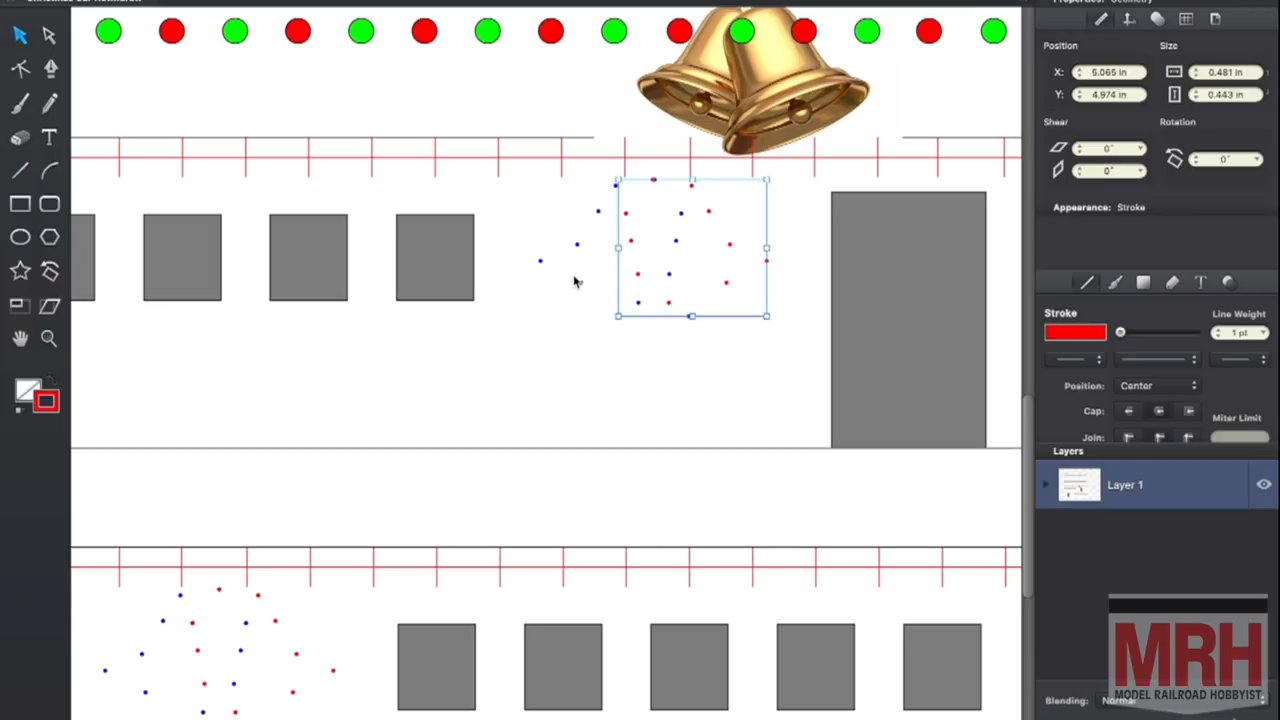 Properties: Geometry
Position
Size
X:
5.065 in
0.481 in
Y:
4.974 in
0.443 in
Shear
Rotation
0°
0°
0°
Appearance: Stroke
Stroke
Line Weight
1 pt
Position:
Center
Cap:
Miter Limit
Join:
Layers
Layer 1
MRH
MODEL RAILROAD HOBBYIST
Blending:
Normal
T
T